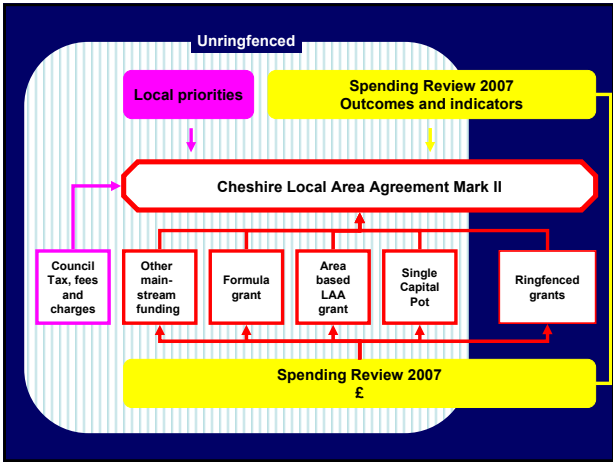 Unringfenced
Local priorities
Spending Review 2007
Outcomes and indicators
Cheshire Local Area Agreement Mark II
Council
Tax, fees
and
charges
Other
main-
stream
funding
Formula
grant
Area
based
LAA
grant
Single
Capital
Pot
Ringfenced
grants
Spending Review 2007
£